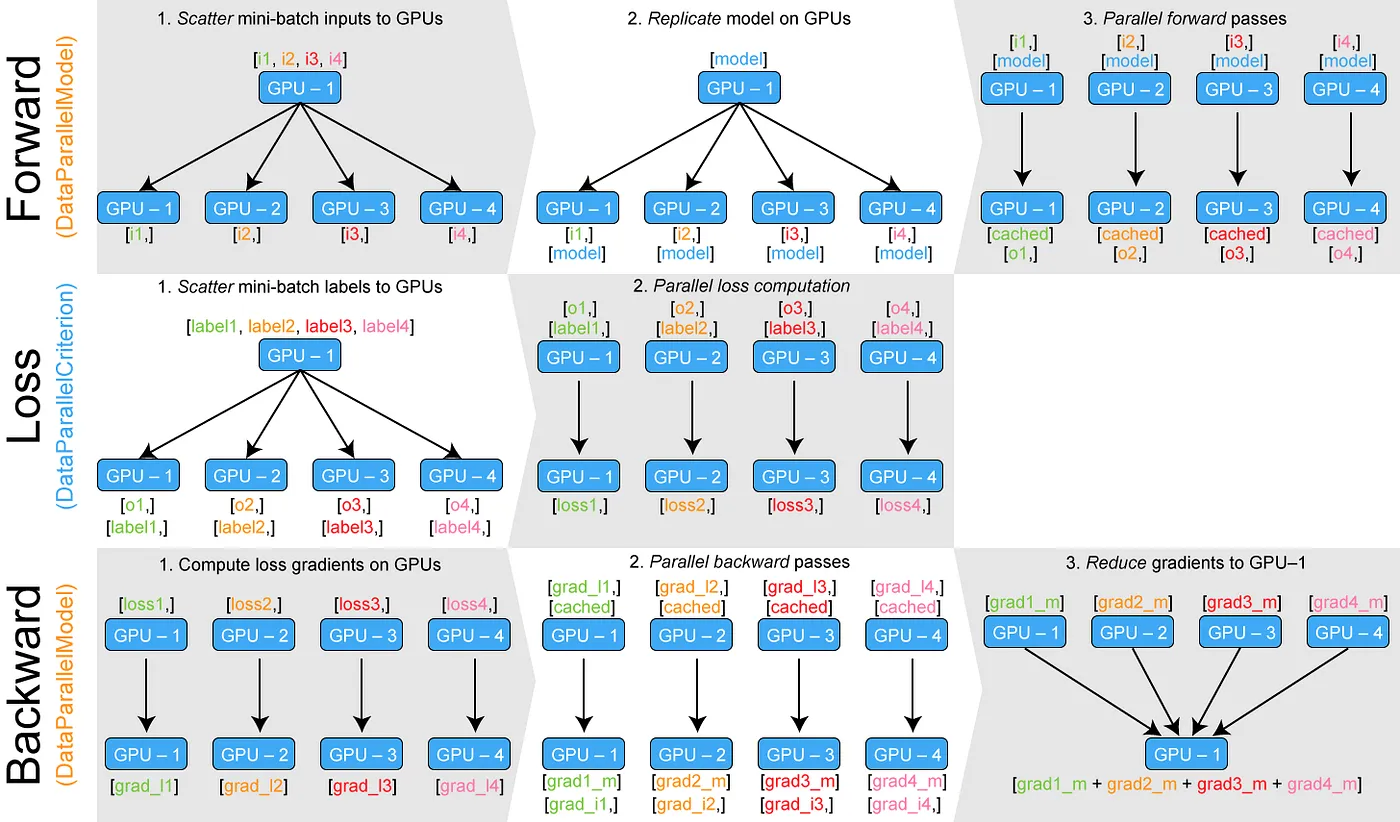 Forward
(DataParallelModel)
1. Scatter mini-batch inputs to GPUs
[i1, i2, i3, i4]
GPU – 1
GPU – 1 GPU – 2 GPU – 3 GPU – 4
[i1,] [i2,] [i3,] [i4,]
2. Replicate model on GPUs
[model]
GPU – 1
GPU – 1 GPU – 2 GPU – 3 GPU – 4
[i1,] [i2,] [i3,] [i4,]
[model] [model] [model] [model]
3. Parallel forward passes
[i1,] [i2,] [i3,] [i4,]
[model] [model] [model] [model]
GPU – 1 GPU – 2 GPU – 3 GPU – 4
GPU – 1 GPU – 2 GPU – 3 GPU – 4
[cached] [cached] [cached] [cached]
[o1,] [o2,] [o3,] [o4,]
Loss
(DataParallelCriterion)
1. Scatter mini-batch labels to GPUs
[label1, label2, label3, label4]
GPU – 1
GPU – 1 GPU – 2 GPU – 3 GPU – 4
[o1,] [o2,] [o3,] [o4,]
[label1,] [label2,] [label3,] [label4,]
2. Parallel loss computation
[o1,] [o2,] [o3,] [o4,]
[label1,] [label2,] [label3,] [label4,]
GPU – 1 GPU – 2 GPU – 3 GPU – 4
GPU – 1 GPU – 2 GPU – 3 GPU – 4
[loss1,] [loss2,] [loss3,] [loss4,]
Backward
(DataParallelModel)
1. Compute loss gradients on GPUs
[loss1,] [loss2,] [loss3,] [loss4,]
GPU – 1 GPU – 2 GPU – 3 GPU – 4
GPU – 1 GPU – 2 GPU – 3 GPU – 4
[grad_l1] [grad_l2] [grad_l3] [grad_l4]
2. Parallel backward passes
[grad_l1,] [grad_l2,] [grad_l3,] [grad_l4,]
[cached] [cached] [cached] [cached]
GPU – 1 GPU – 2 GPU – 3 GPU – 4
GPU – 1 GPU – 2 GPU – 3 GPU – 4
[grad1_m] [grad2_m] [grad3_m] [grad4_m]
[grad_i1,] [grad_i2,] [grad_i3,] [grad_i4,]
3. Reduce gradients to GPU–1
[grad1_m] [grad2_m] [grad3_m] [grad4_m]
GPU – 1 GPU – 2 GPU – 3 GPU – 4
GPU – 1
[grad1_m + grad2_m + grad3_m + grad4_m]